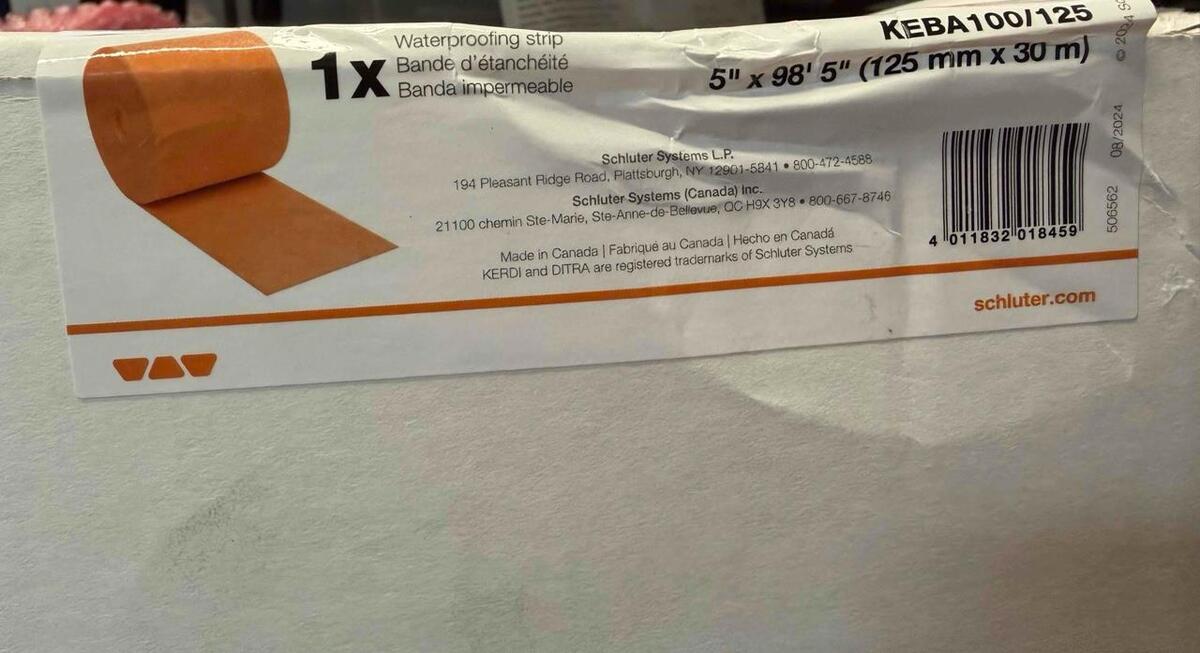 KEBA100/125
5" x 98' 5" (125 mm x 30 m)
1x
Waterproofing strip
Bande d'étanchéité
Banda impermeable
Schluter Systems L.P.
194 Pleasant Ridge Road, Plattsburgh, NY 12901-5841 • 800-472-4588
Schluter Systems (Canada) Inc.
21100 chemin Ste-Marie, Ste-Anne-de-Bellevue, QC H9X 3Y8 • 800-667-8746
Made in Canada | Fabriqué au Canada | Hecho en Canadá
KERDI and DITRA are registered trademarks of Schluter Systems
4 011832 018459
506562
08/2024
© 2024
schluter.com